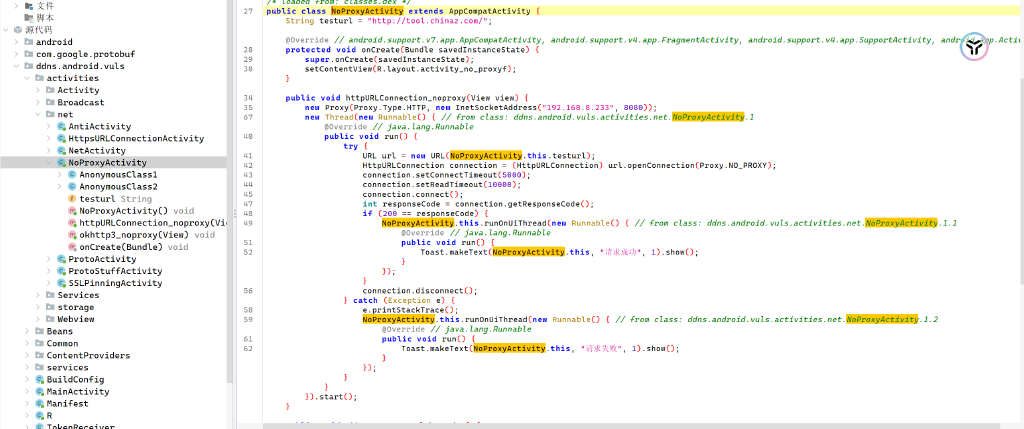 文件
脚本
源代码
android
com.google.protobuf
ddns.android.vuls
activities
Activity
Broadcast
net
AntiActivity
HttpsURLConnectionActivity
NetActivity
NoProxyActivity
AnonymousClass1
AnonymousClass2
testurl String
NoProxyActivity() void
httpURLConnection_noproxy(Vi
okhttp3_noproxy(View) void
onCreate(Bundle) void
ProtoActivity
ProtoStuffActivity
SSLPinningActivity
Services
storage
Webview
Beans
Common
ContentProviders
services
BuildConfig
MainActivity
Manifest
R
TokenReceiver
/* loaded from: classes.dex */
27 public class NoProxyActivity extends AppCompatActivity {
String testurl = "http://tool.chinaz.com/";
@Override // android.support.v7.app.AppCompatActivity, android.support.v4.app.FragmentActivity, android.support.v4.app.SupportActivity, android.app.Activ
28 protected void onCreate(Bundle savedInstanceState) {
29 super.onCreate(savedInstanceState);
30 setContentView(R.layout.activity_no_proxyf);
}
34 public void httpURLConnection_noproxy(View view) {
35 new Proxy(Proxy.Type.HTTP, new InetSocketAddress("192.168.8.233", 8080));
67 new Thread(new Runnable() { // from class: ddns.android.vuls.activities.net.NoProxyActivity.1
@Override // java.lang.Runnable
40 public void run() {
try {
41 URL url = new URL(NoProxyActivity.this.testurl);
42 HttpURLConnection connection = (HttpURLConnection) url.openConnection(Proxy.NO_PROXY);
43 connection.setConnectTimeout(5000);
44 connection.setReadTimeout(10000);
45 connection.connect();
47 int responseCode = connection.getResponseCode();
48 if (200 == responseCode) {
49 NoProxyActivity.this.runOnUiThread(new Runnable() { // from class: ddns.android.vuls.activities.net.NoProxyActivity.1.1
@Override // java.lang.Runnable
51 public void run() {
52 Toast.makeText(NoProxyActivity.this, "请求成功", 1).show();
}
});
}
56 connection.disconnect();
} catch (Exception e) {
58 e.printStackTrace();
59 NoProxyActivity.this.runOnUiThread(new Runnable() { // from class: ddns.android.vuls.activities.net.NoProxyActivity.1.2
@Override // java.lang.Runnable
61 public void run() {
62 Toast.makeText(NoProxyActivity.this, "请求失败", 1).show();
}
});
}
}
}).start();
}